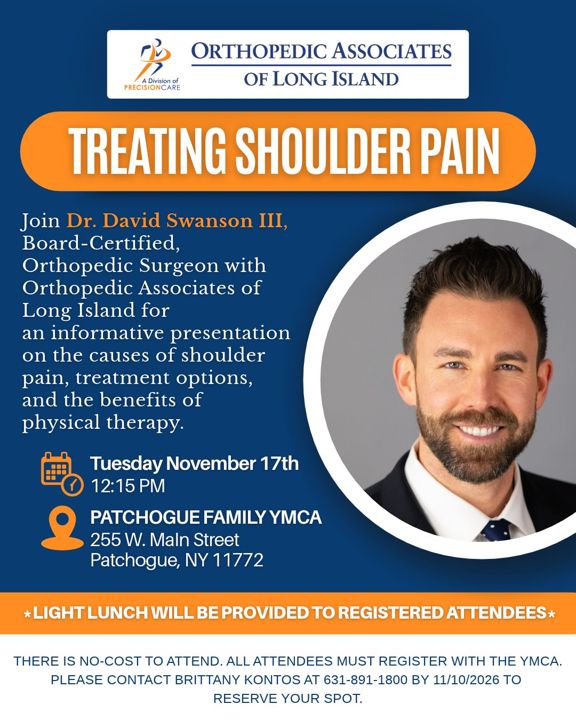 ORTHOPEDIC ASSOCIATES
OF LONG ISLAND
A Division of
PRECISIONCARE
TREATING SHOULDER PAIN
Join Dr. David Swanson III,
Board-Certified,
Orthopedic Surgeon with
Orthopedic Associates of
Long Island for
an informative presentation
on the causes of shoulder
pain, treatment options,
and the benefits of
physical therapy.
Tuesday November 17th
12:15 PM
PATCHOGUE FAMILY YMCA
255 W. MaIn Street
Patchogue, NY 11772
*LIGHT LUNCH WILL BE PROVIDED TO REGISTERED ATTENDEES*
THERE IS NO-COST TO ATTEND. ALL ATTENDEES MUST REGISTER WITH THE YMCA.
PLEASE CONTACT BRITTANY KONTOS AT 631-891-1800 BY 11/10/2026 TO
RESERVE YOUR SPOT.